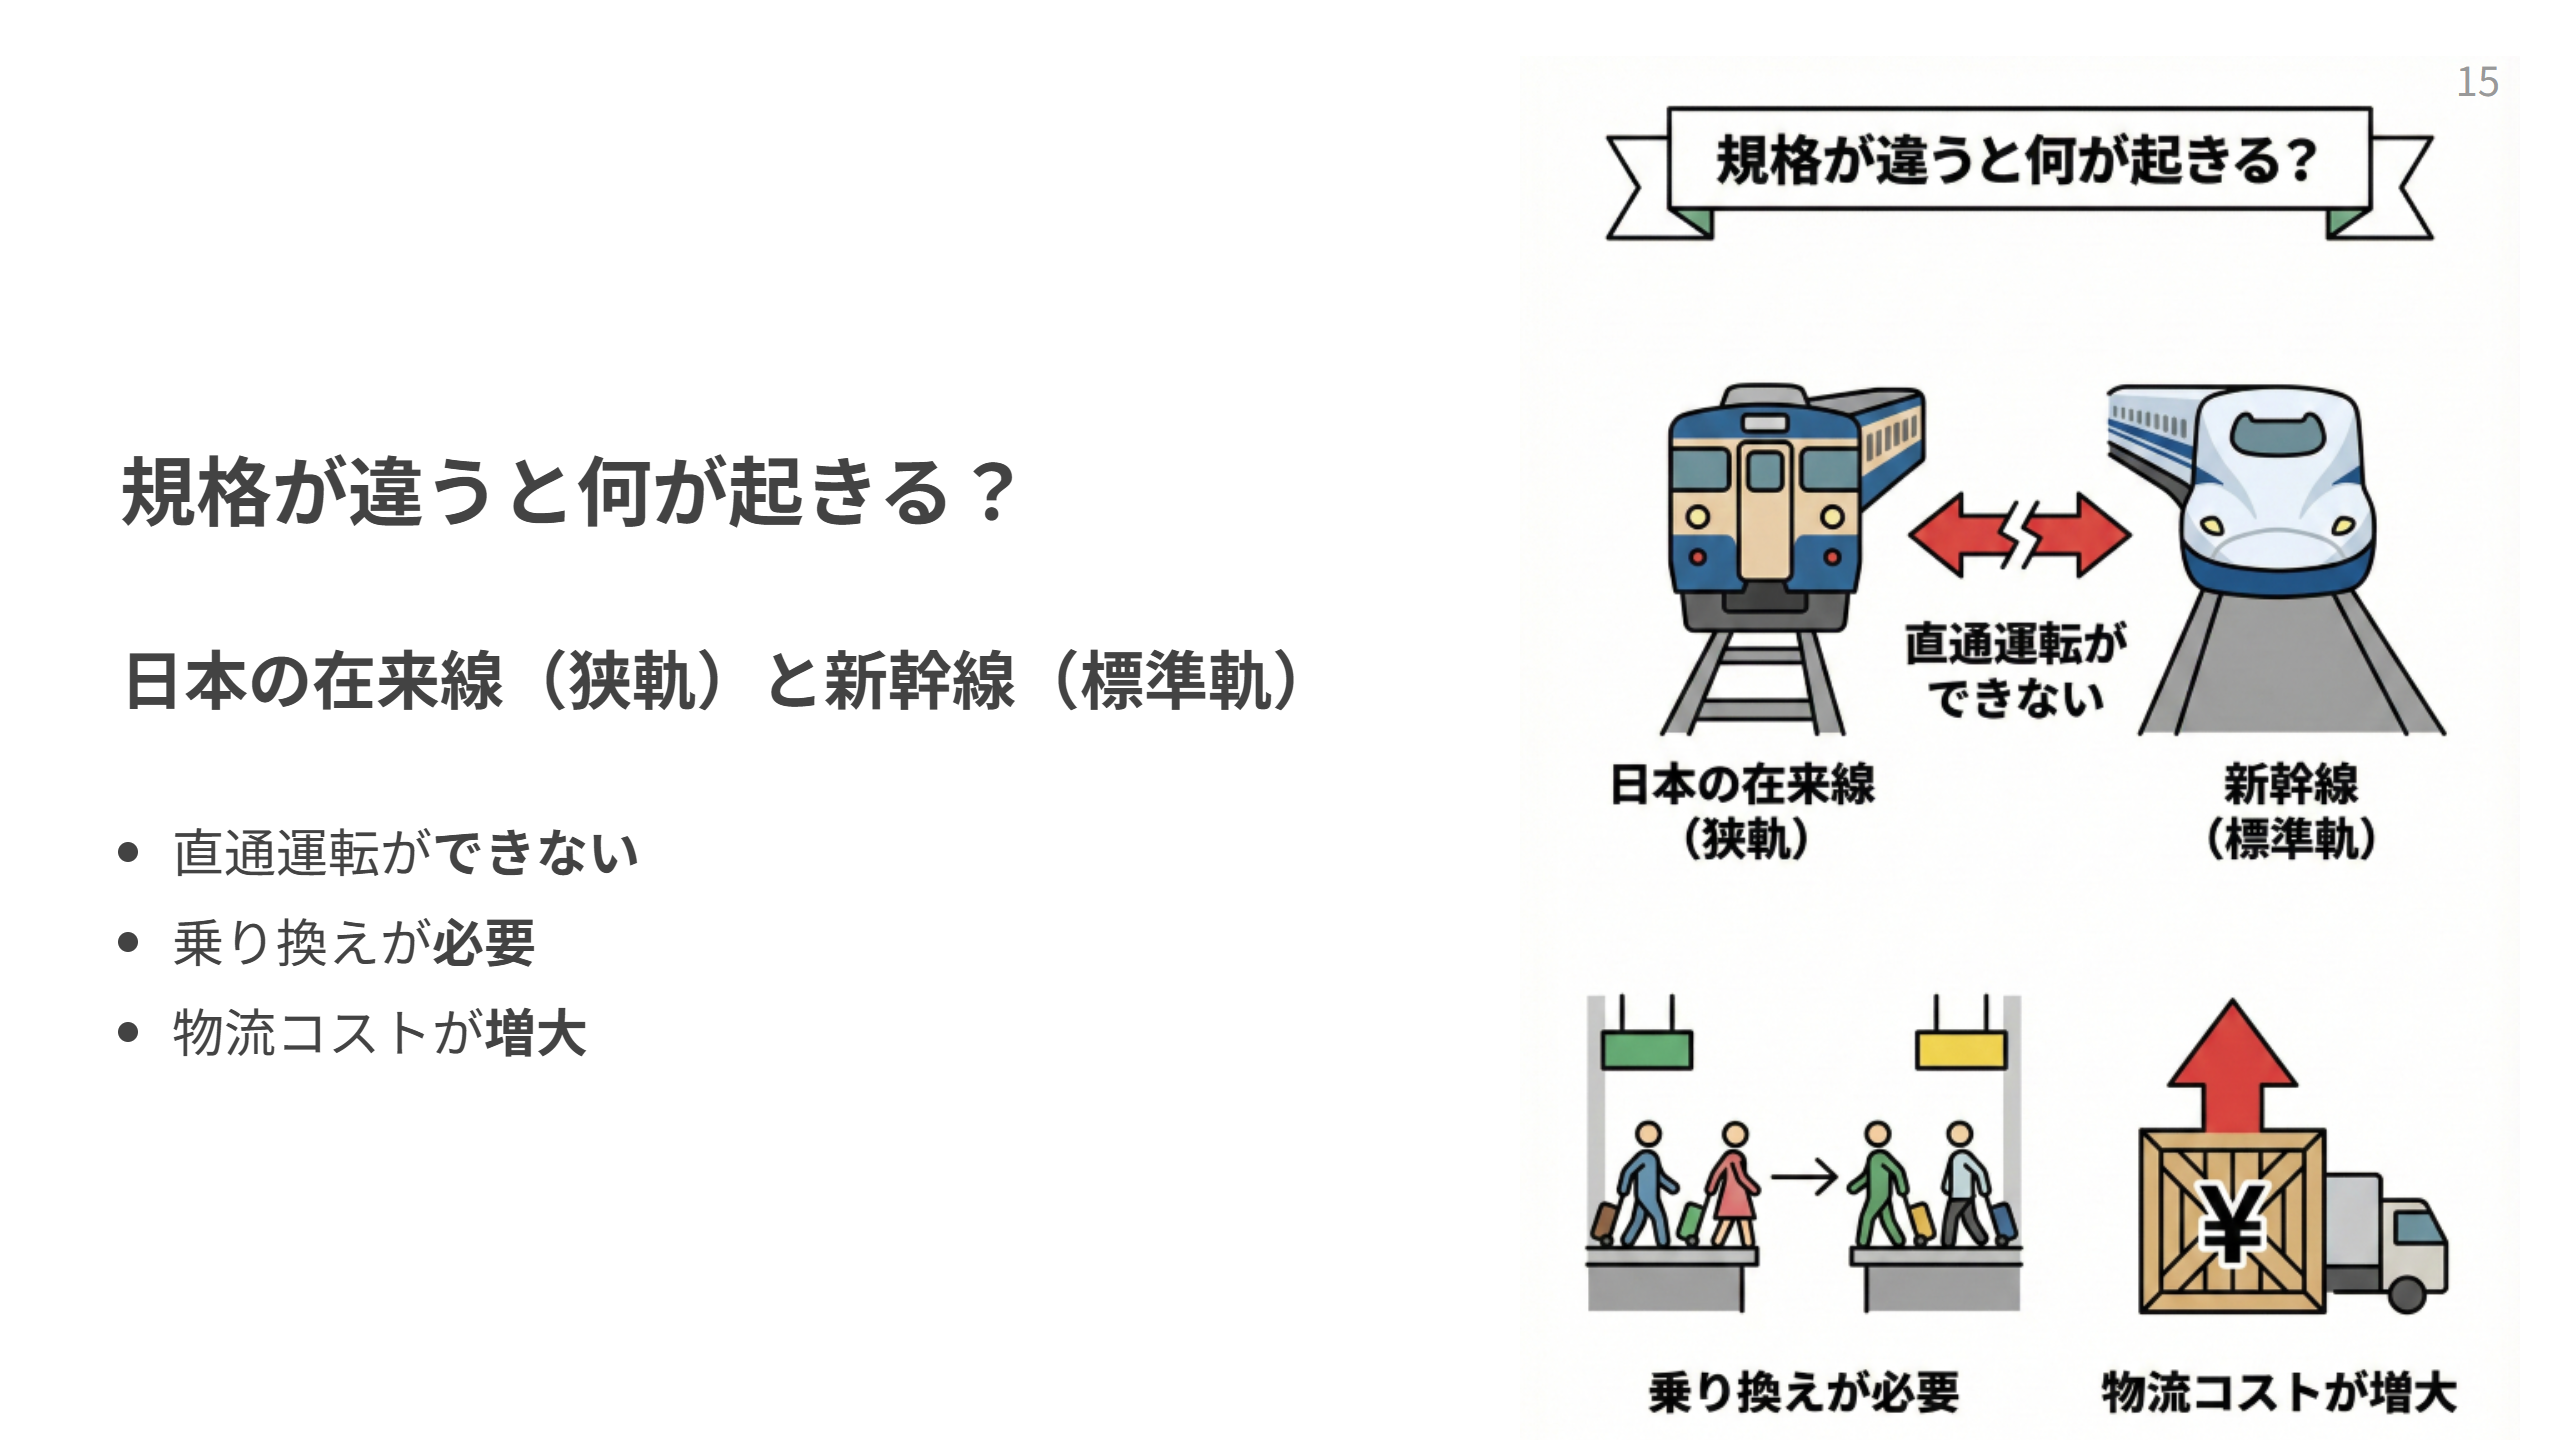 15
規格が違うと何が起きる？
日本の在来線（狭軌）と新幹線（標準軌）
• 直通運転ができない
• 乗り換えが必要
• 物流コストが増大
規格が違うと何が起きる?
直通運転が
できない
日本の在来線
（狭軌）
新幹線
（標準軌）
¥
乗り換えが必要
物流コストが増大